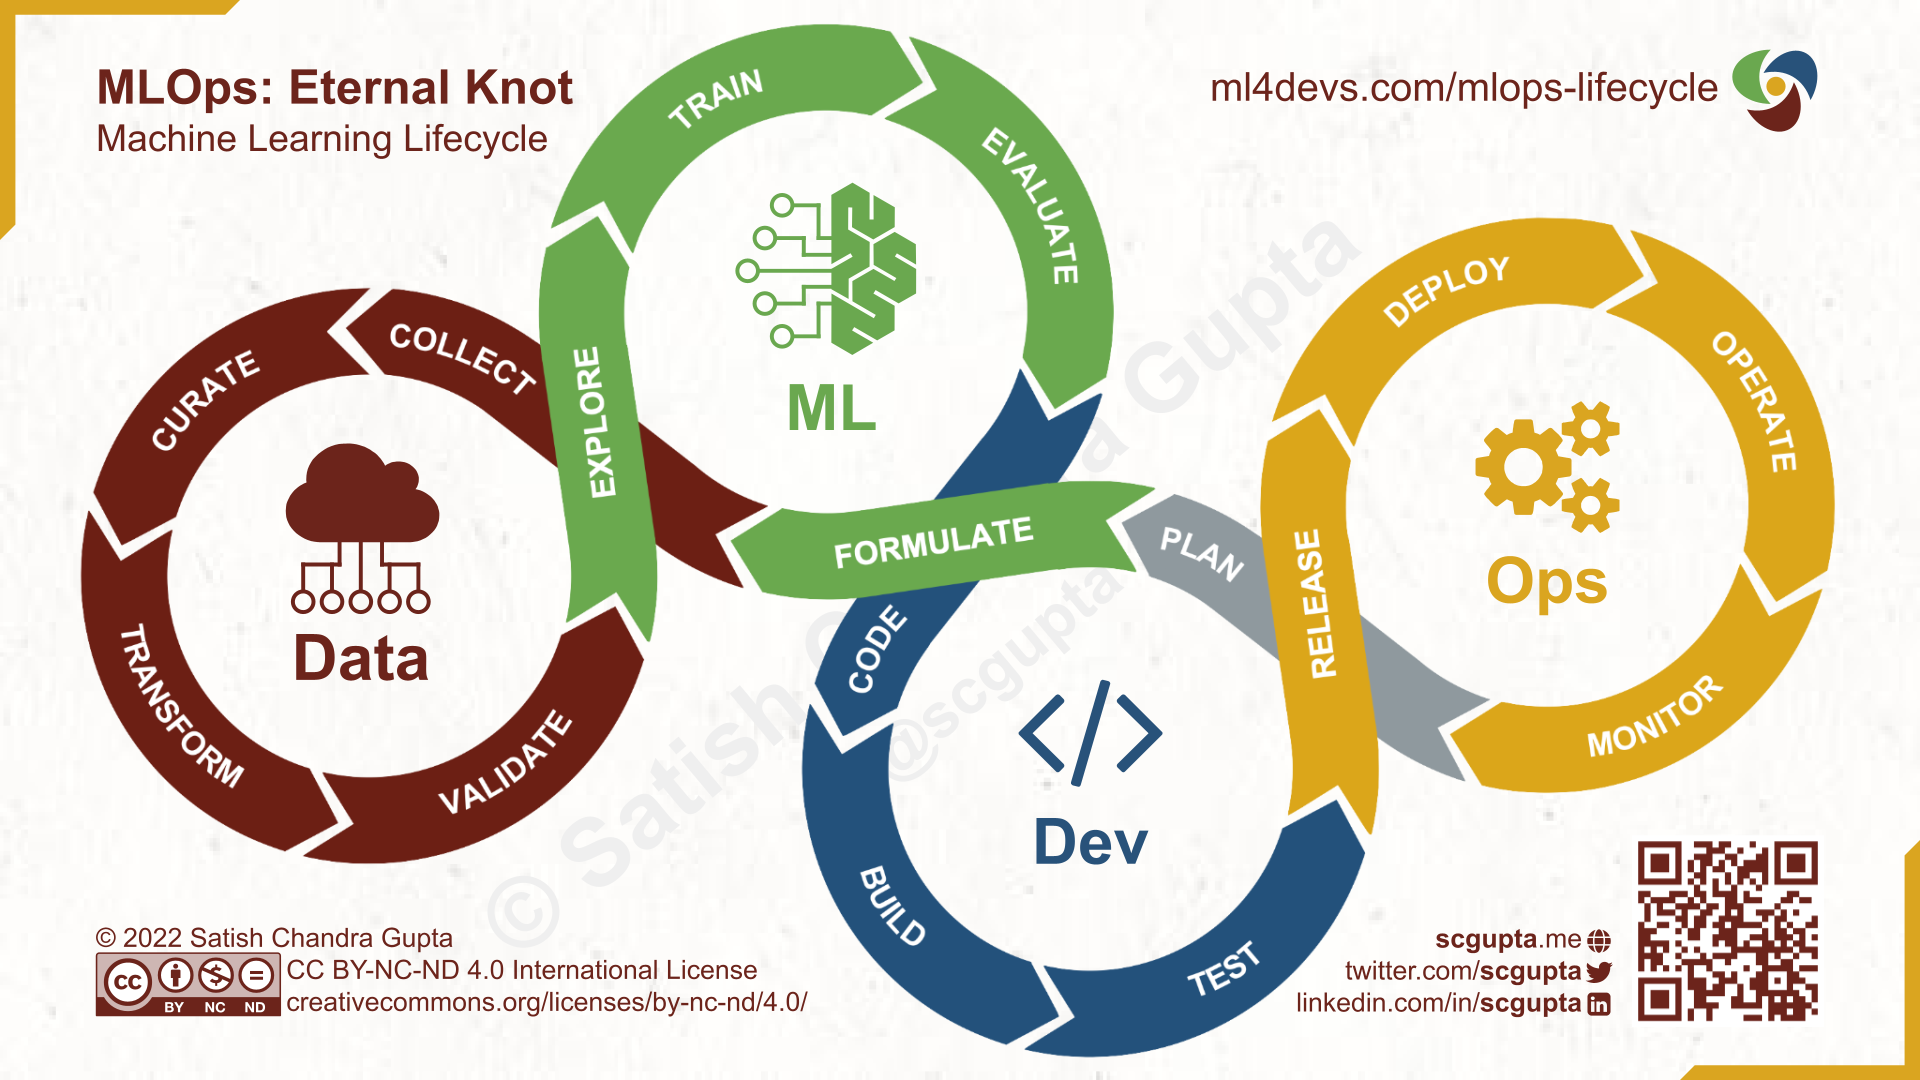 MLOps: Eternal Knot
Machine Learning Lifecycle
ml4devs.com/mlops-lifecycle
TRAIN
EVALUATE
EXPLORE
ML
COLLECT
CURATE
TRANSFORM
VALIDATE
Data
FORMULATE
PLAN
CODE
BUILD
TEST
Dev
RELEASE
DEPLOY
OPERATE
MONITOR
Ops
© Satish Chandra Gupta
@scgupta
© 2022 Satish Chandra Gupta
CC BY-NC-ND 4.0 International License
creativecommons.org/licenses/by-nc-nd/4.0/
cc
BY NC ND
scgupta.me
twitter.com/scgupta
linkedin.com/in/scgupta
in